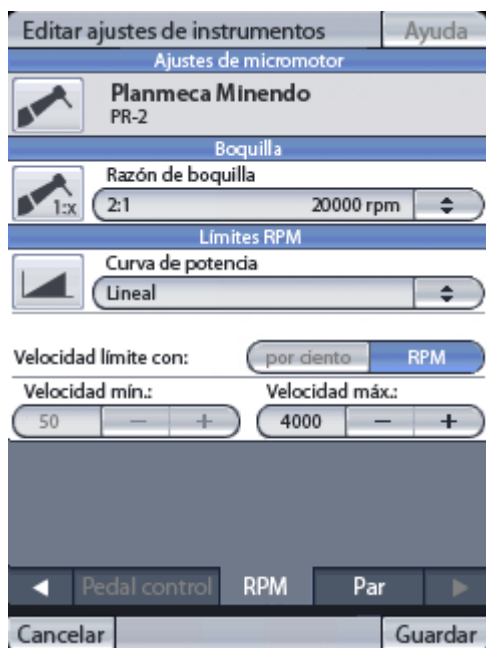 Editar ajustes de instrumentos Ayuda
Ajustes de micromotor
Planmeca Minendo
PR-2
Boquilla
Razón de boquilla
1:x 2:1 20000 rpm
Límites RPM
Curva de potencia
Lineal
Velocidad límite con: por ciento RPM
Velocidad mín.: Velocidad máx.:
50 − + 4000 − +
Pedal control RPM Par
Cancelar Guardar